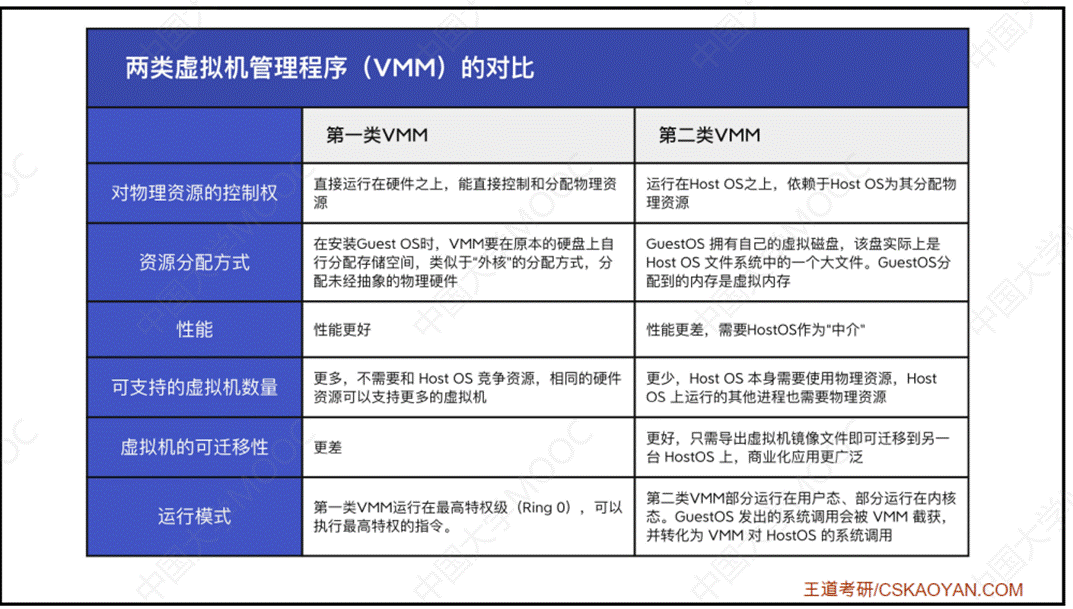 两类虚拟机管理程序（VMM）的对比
第一类VMM
第二类VMM
对物理资源的控制权
直接运行在硬件之上，能直接控制和分配物理资
源
运行在Host OS之上，依赖于Host OS为其分配物
理资源
资源分配方式
在安装Guest OS时，VMM要在原本的硬盘上自
行分配存储空间，类似于"外核"的分配方式，分
配未经抽象的物理硬件
GuestOS 拥有自己的虚拟磁盘，该盘实际上是
Host OS 文件系统中的一个大文件。GuestOS分
配到的内存是虚拟内存
性能
性能更好
性能更差，需要HostOS作为"中介"
可支持的虚拟机数量
更多，不需要和 Host OS 竞争资源，相同的硬件
资源可以支持更多的虚拟机
更少，Host OS 本身需要使用物理资源，Host
OS 上运行的其他进程也需要物理资源
虚拟机的可迁移性
更差
更好，只需导出虚拟机镜像文件即可迁移到另一
台 HostOS 上，商业化应用更广泛
运行模式
第一类VMM运行在最高特权级（Ring 0），可以
执行最高特权的指令。
第二类VMM部分运行在用户态、部分运行在内核
态。GuestOS 发出的系统调用会被 VMM 截获，
并转化为 VMM 对 HostOS 的系统调用
王道考研/CSKAOYAN.COM
中国大学MOOC